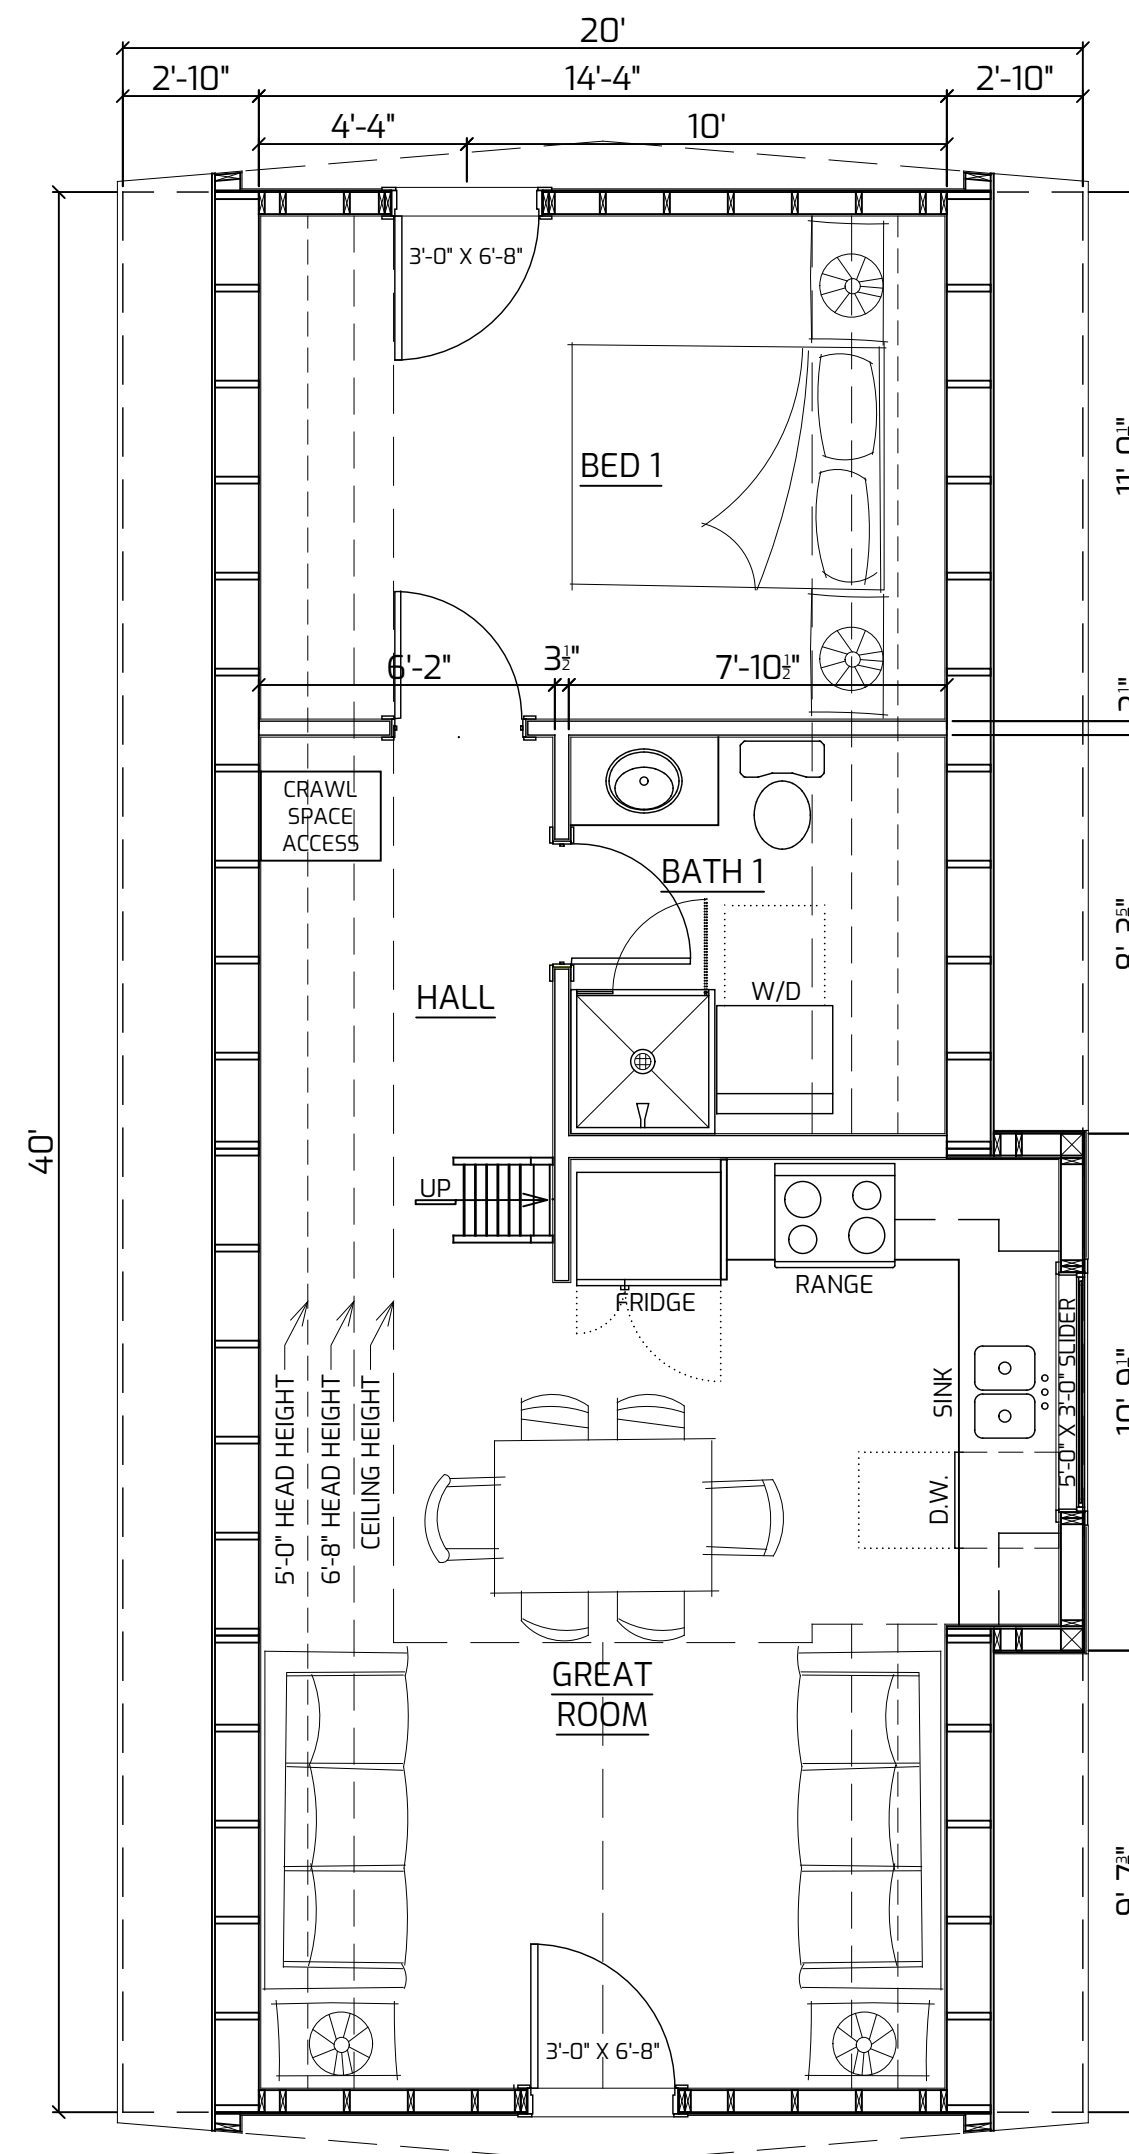 20'
2'-10"
14'-4"
2'-10"
4'-4"
10'
3'-0" X 6'-8"
BED 1
6'-2"
3½"
7'-10½"
CRAWL
SPACE
ACCESS
BATH 1
W/D
HALL
40'
UP
FRIDGE
RANGE
SINK
5'-0" X 3'-0" SLIDER
D.W.
5'-0" HEAD HEIGHT
6'-8" HEAD HEIGHT
CEILING HEIGHT
GREAT
ROOM
3'-0" X 6'-8"